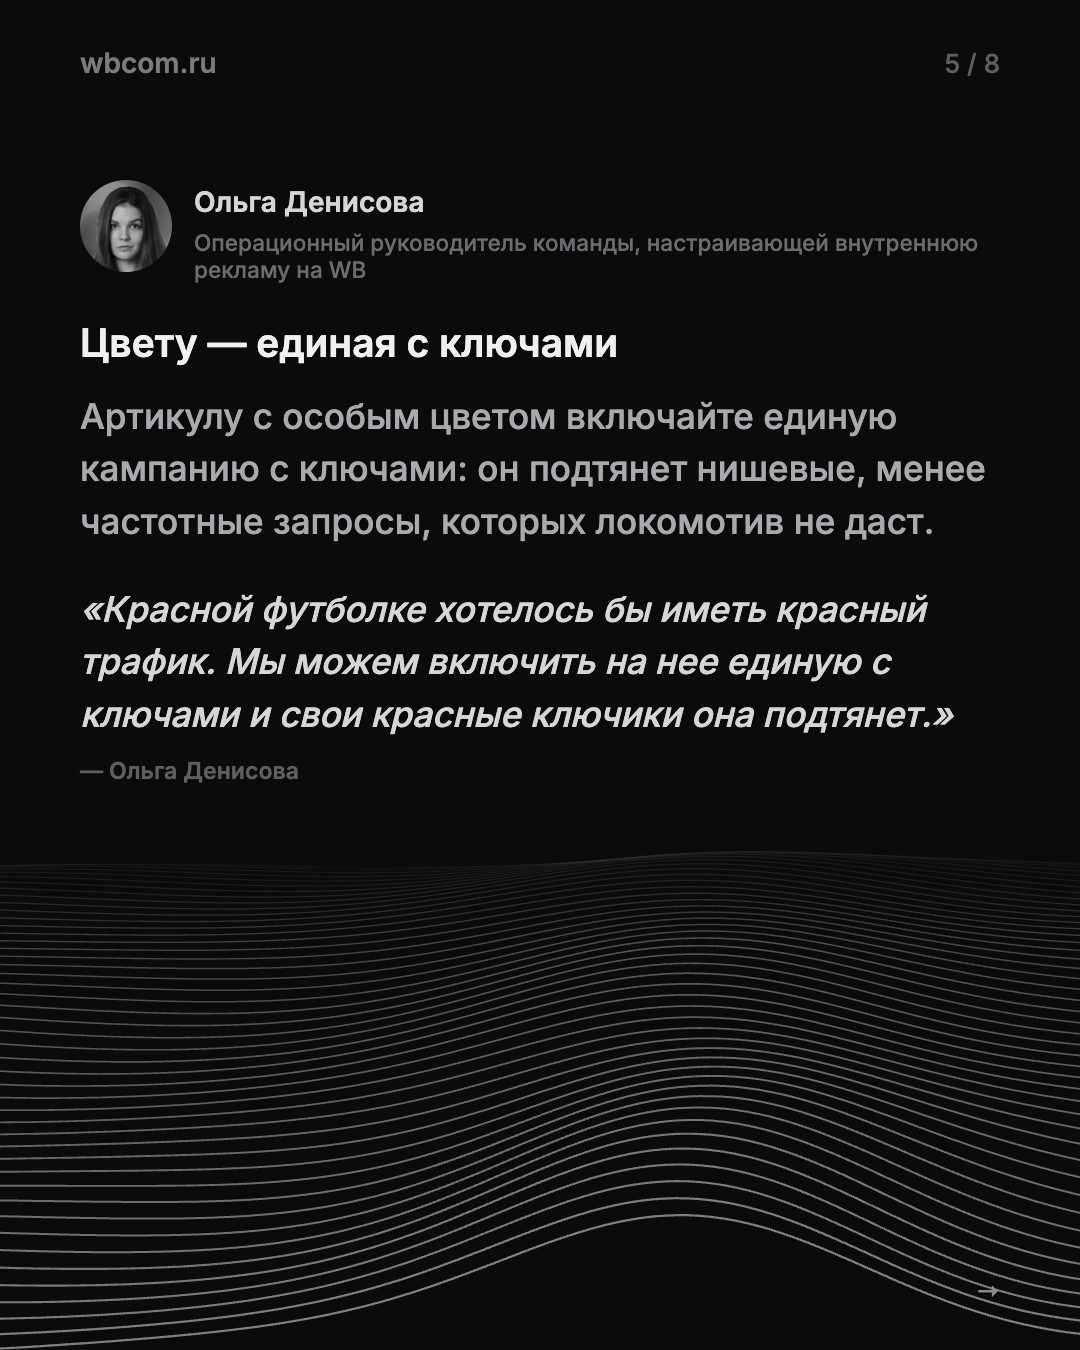 wbcom.ru
5 / 8
Ольга Денисова
Операционный руководитель команды, настраивающей внутреннюю
рекламу на WB
Цвету — единая с ключами
Артикулу с особым цветом включайте единую
кампанию с ключами: он подтянет нишевые, менее
частотные запросы, которых локомотив не даст.
«Красной футболке хотелось бы иметь красный
трафик. Мы можем включить на нее единую с
ключами и свои красные ключики она подтянет.»
— Ольга Денисова
→